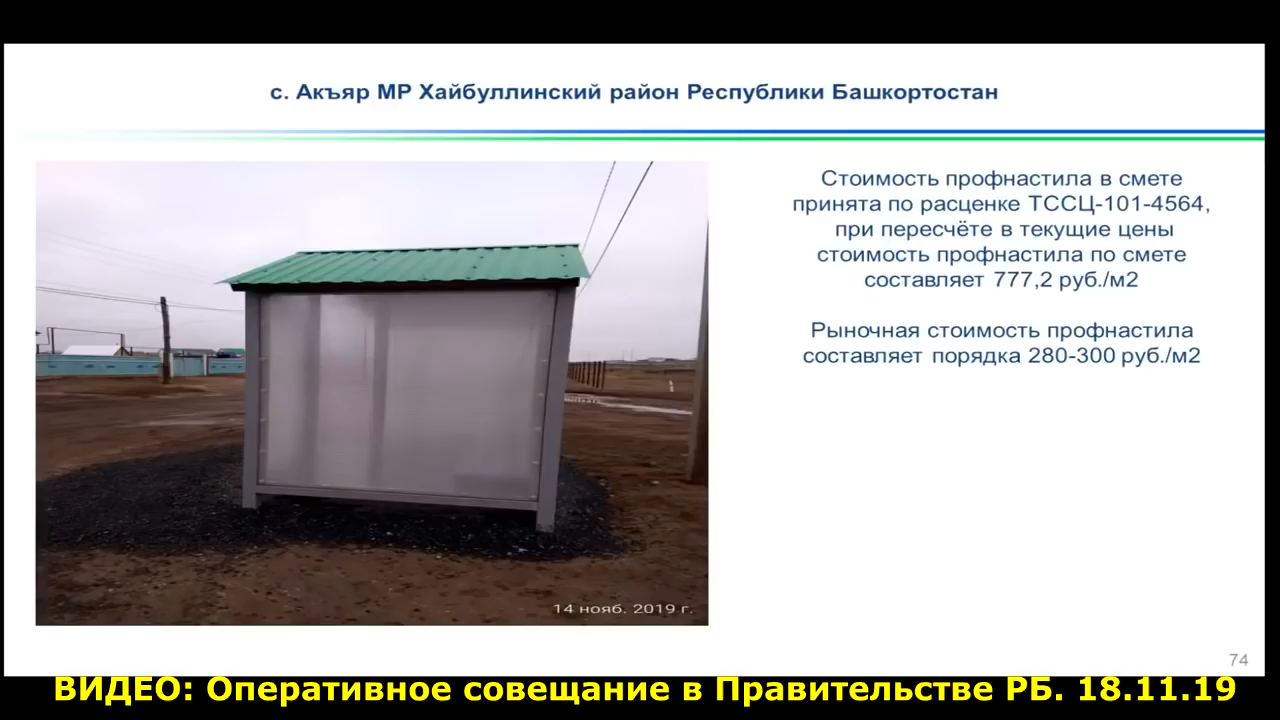 с. Акъяр МР Хайбуллинский район Республики Башкортостан
Стоимость профнастила в смете
принята по расценке ТССЦ-101-4564,
при пересчёте в текущие цены
стоимость профнастила по смете
составляет 777,2 руб./м2
Рыночная стоимость профнастила
составляет порядка 280-300 руб./м2
14 нояб. 2019 г.
74
ВИДЕО: Оперативное совещание в Правительстве РБ. 18.11.19